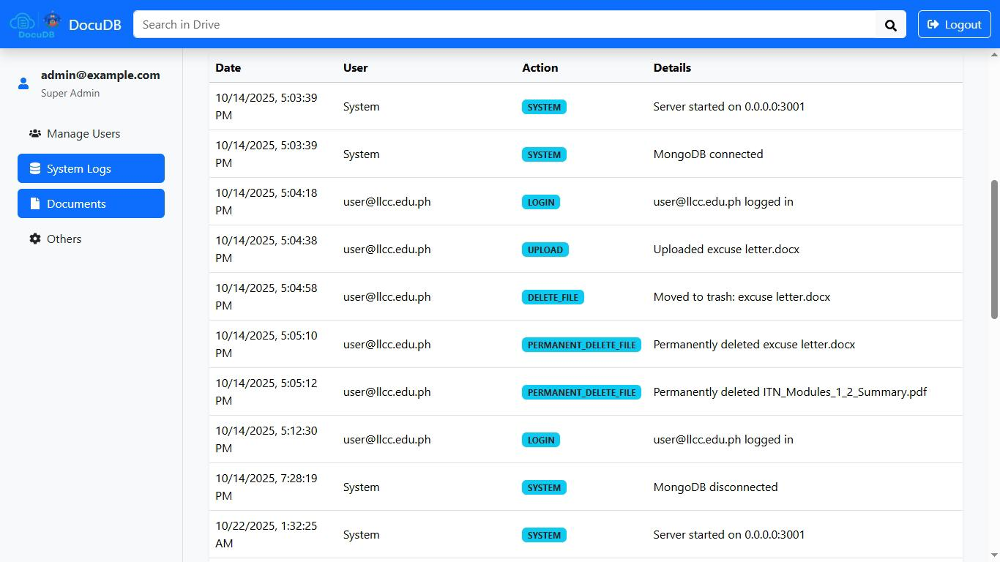 DocuDB
DocuDB
Search in Drive
Logout
admin@example.com
Super Admin
Manage Users
System Logs
Documents
Others
Date User Action Details
10/14/2025, 5:03:39
PM
System SYSTEM Server started on 0.0.0.0:3001
10/14/2025, 5:03:39
PM
System SYSTEM MongoDB connected
10/14/2025, 5:04:18
PM
user@llcc.edu.ph LOGIN user@llcc.edu.ph logged in
10/14/2025, 5:04:38
PM
user@llcc.edu.ph UPLOAD Uploaded excuse letter.docx
10/14/2025, 5:04:58
PM
user@llcc.edu.ph DELETE_FILE Moved to trash: excuse letter.docx
10/14/2025, 5:05:10
PM
user@llcc.edu.ph PERMANENT_DELETE_FILE Permanently deleted excuse letter.docx
10/14/2025, 5:05:12
PM
user@llcc.edu.ph PERMANENT_DELETE_FILE Permanently deleted ITN_Modules_1_2_Summary.pdf
10/14/2025, 5:12:30
PM
user@llcc.edu.ph LOGIN user@llcc.edu.ph logged in
10/14/2025, 7:28:19
PM
System SYSTEM MongoDB disconnected
10/22/2025, 1:32:25
AM
System SYSTEM Server started on 0.0.0.0:3001